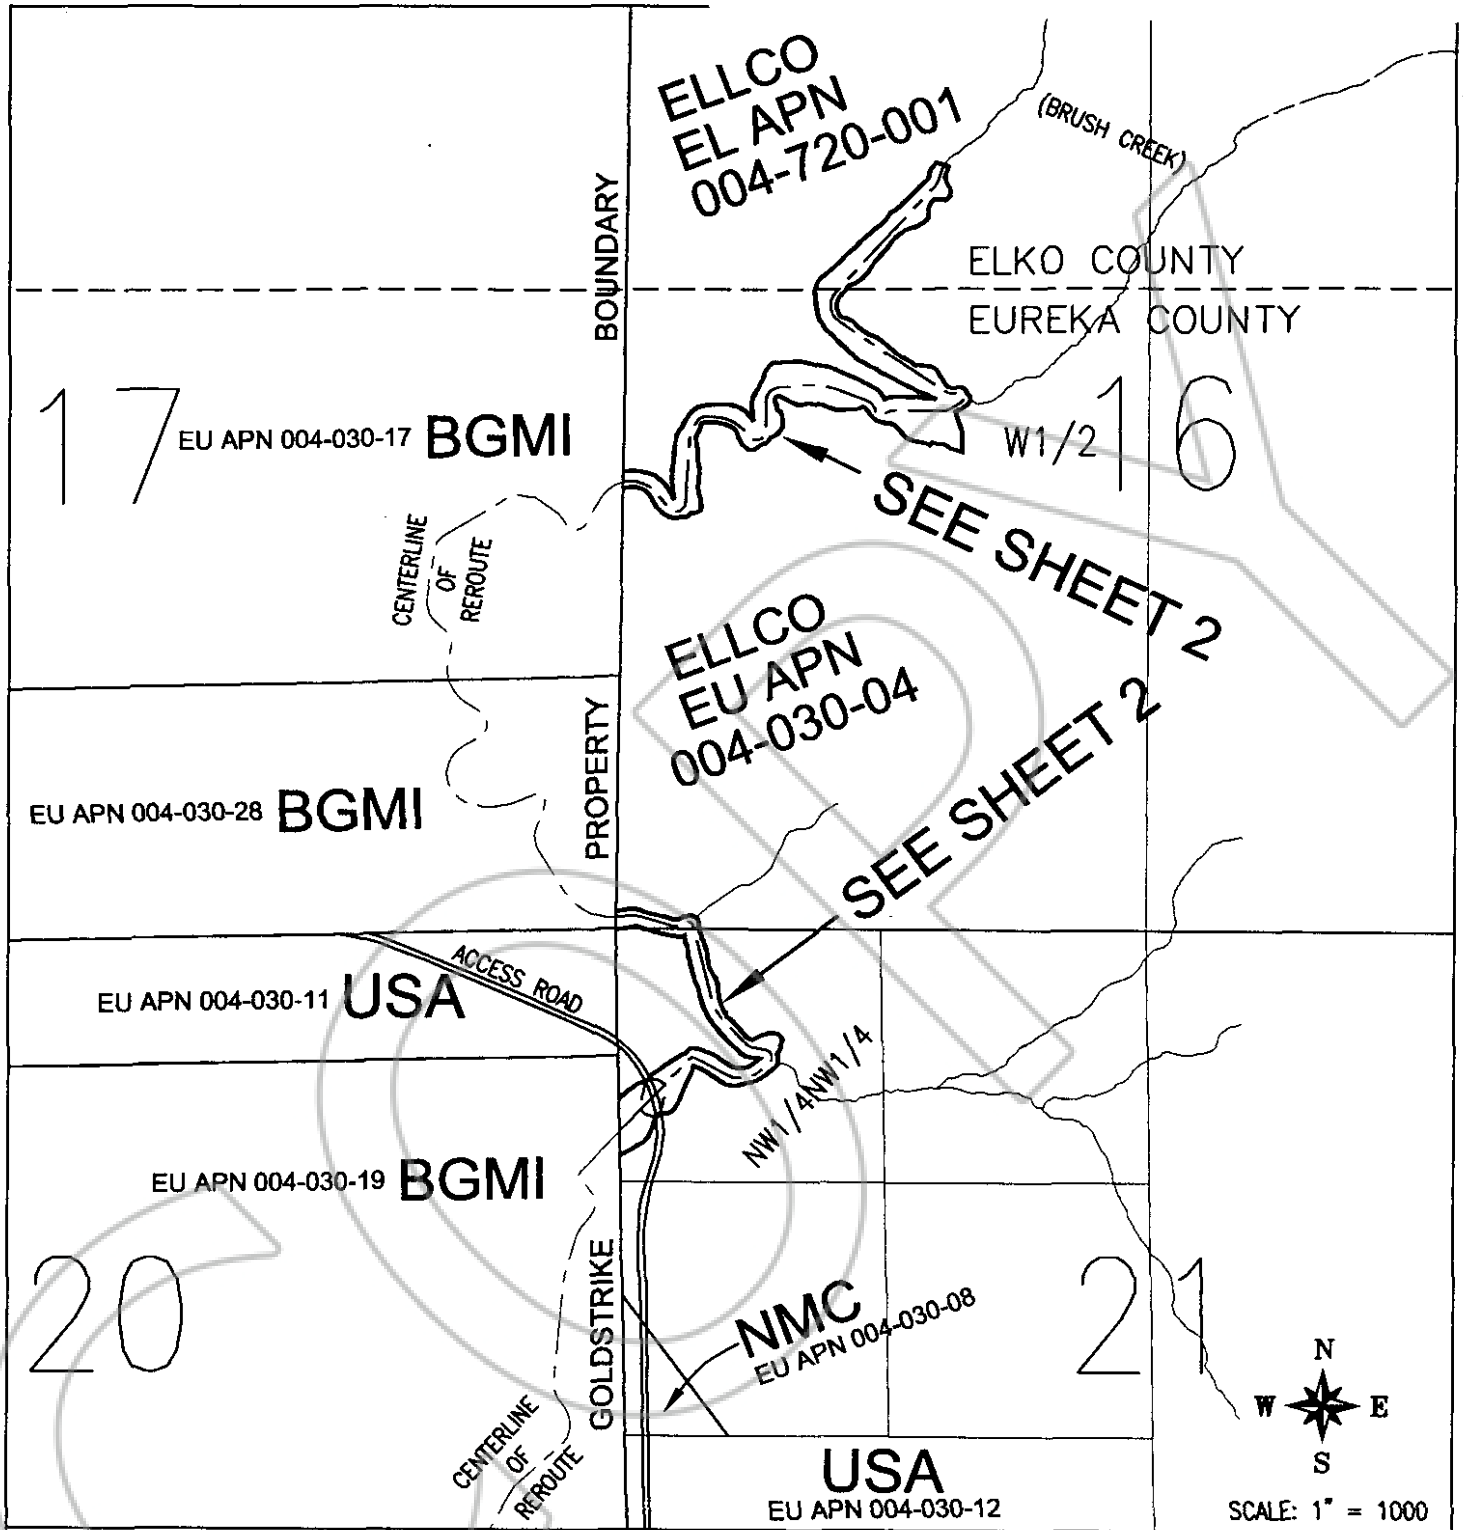 ELLCO
EL APN
004-720-001
(BRUSH CREEK)
BOUNDARY
ELKO COUNTY
EUREKA COUNTY
17
EU APN 004-030-17 BGMI
W1/2
16
SEE SHEET 2
CENTERLINE
OF
REROUTE
ELLCO
EU APN
004-030-04
SEE SHEET 2
PROPERTY
EU APN 004-030-28 BGMI
ACCESS ROAD
EU APN 004-030-11 USA
NW1/4NW1/4
EU APN 004-030-19 BGMI
20
GOLDSTRIKE
NMC
EU APN 004-030-08
21
CENTERLINE
OF
REROUTE
USA
EU APN 004-030-12
N
W E
S
SCALE: 1" = 1000
COPY